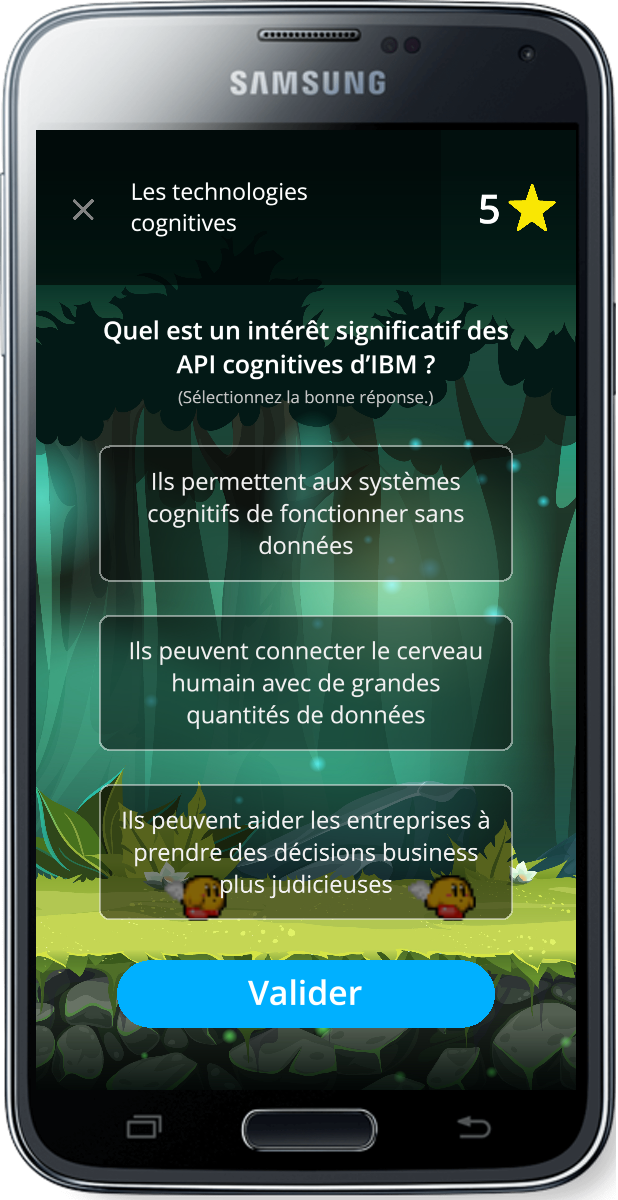 SAMSUNG
Les technologies
cognitives
5
Quel est un intérêt significatif des
API cognitives d’IBM ?
(Sélectionnez la bonne réponse.)
Ils permettent aux systèmes
cognitifs de fonctionner sans
données
Ils peuvent connecter le cerveau
humain avec de grandes
quantités de données
Ils peuvent aider les entreprises à
prendre des décisions business
plus judicieuses
Valider